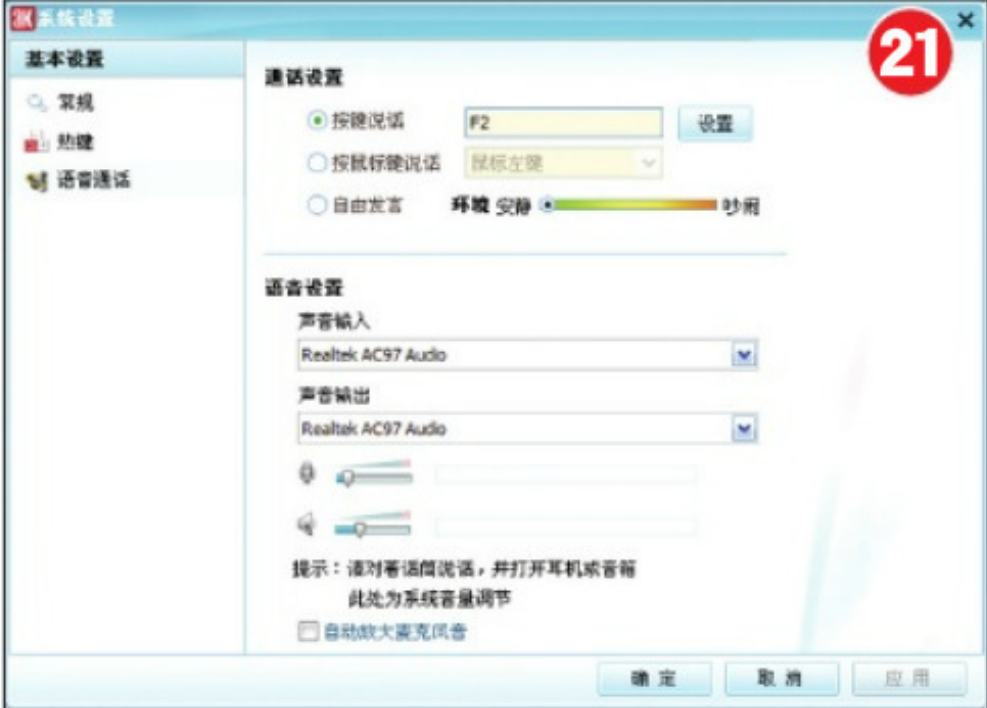 系统设置
21
基本设置
常规
热键
语音通话
通话设置
按键说话 F2 设置
按鼠标键说话 鼠标左键
自由发言 环境 安静 吵闹
语音设置
声音输入
Realtek AC97 Audio
声音输出
Realtek AC97 Audio
提示：请对着话筒说话，并打开耳机或音箱
此处为系统音量调节
自动放大麦克风音
确定 取消 应用